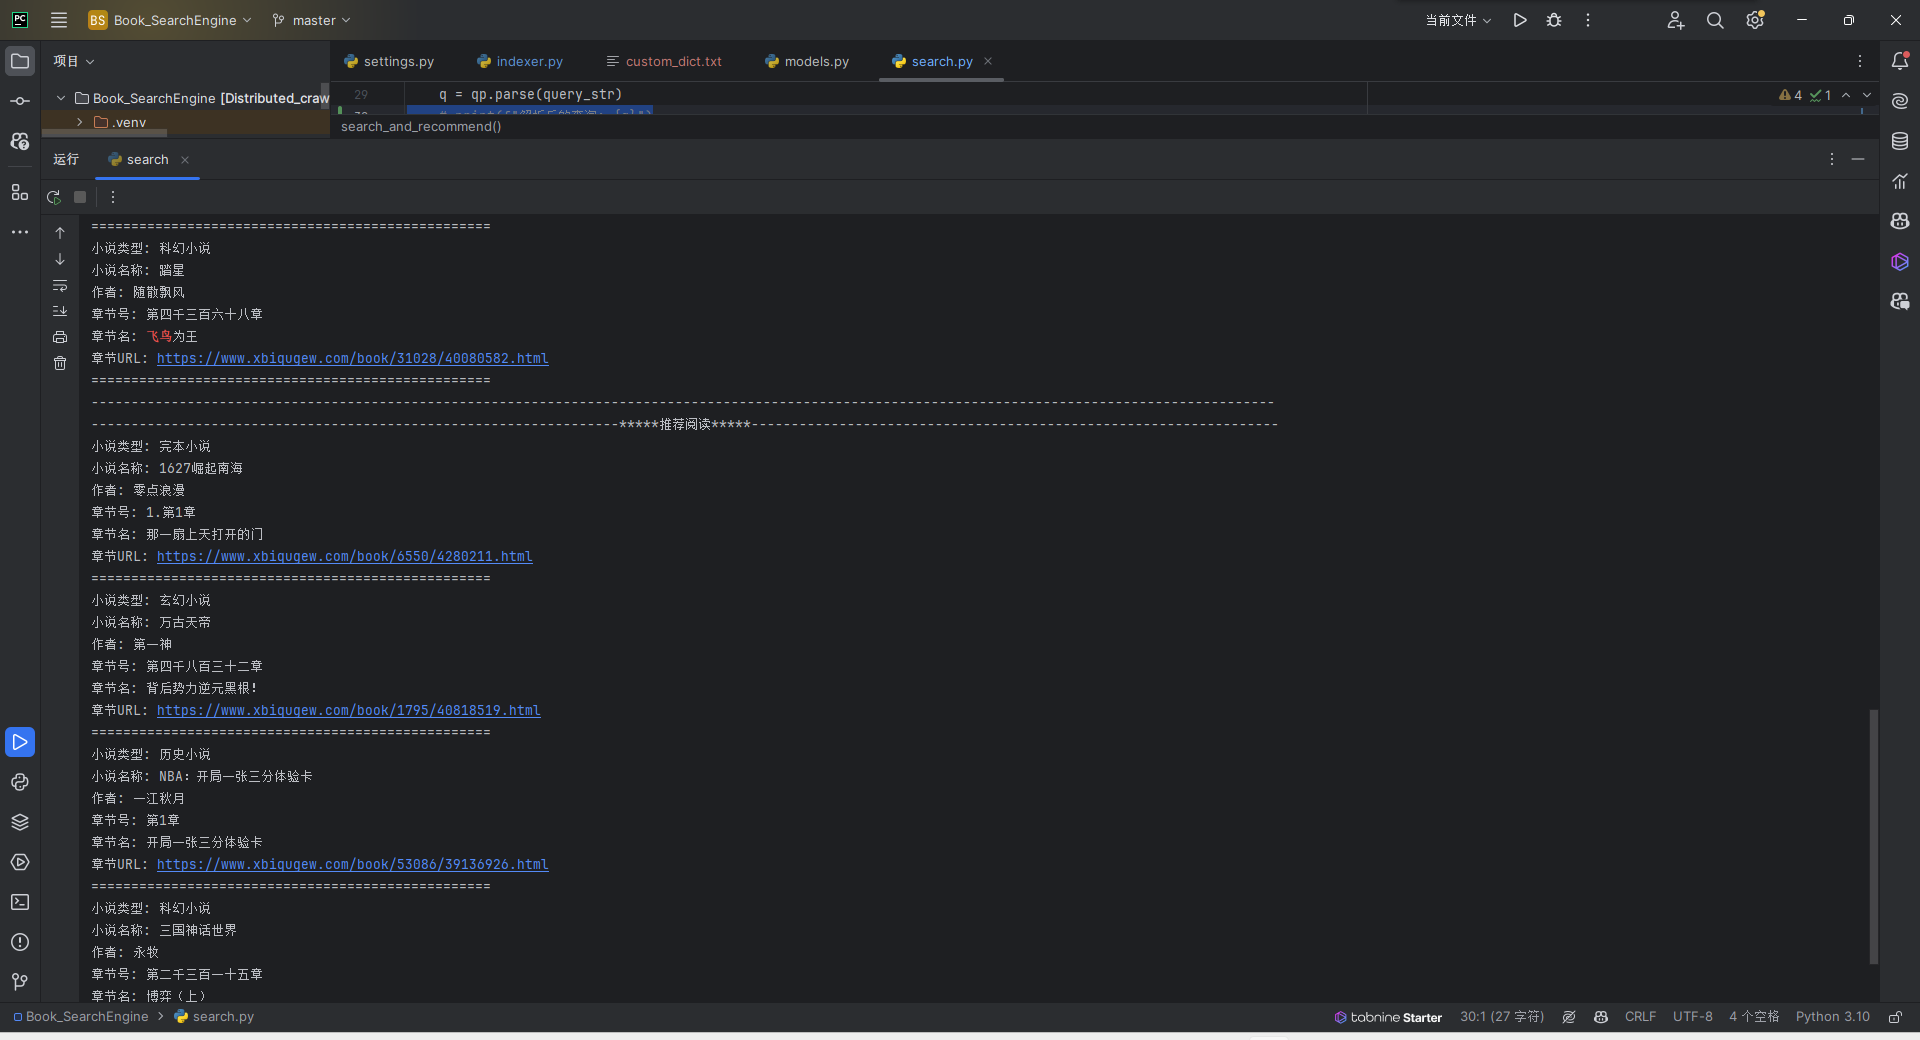 PC BS Book_SearchEngine master 当前文件
项目 settings.py indexer.py custom_dict.txt models.py search.py
Book_SearchEngine [Distributed_craw 29 q = qp.parse(query_str) 4 1
.venv
search_and_recommend()
运行 search
==================================================
小说类型: 科幻小说
小说名称: 踏星
作者: 随散飘风
章节号: 第四千三百六十八章
章节名: 飞鸟为王
章节URL: https://www.xbiqugew.com/book/31028/40080582.html
==================================================
----------------------------------------------------------------------------------------------------------------------------------------------------
------------------------------------------------------------------*****推荐阅读*****------------------------------------------------------------------
小说类型: 完本小说
小说名称: 1627崛起南海
作者: 零点浪漫
章节号: 1.第1章
章节名: 那一扇上天打开的门
章节URL: https://www.xbiqugew.com/book/6550/4280211.html
==================================================
小说类型: 玄幻小说
小说名称: 万古天帝
作者: 第一神
章节号: 第四千八百三十二章
章节名: 背后势力逆元黑根!
章节URL: https://www.xbiqugew.com/book/1795/40818519.html
==================================================
小说类型: 历史小说
小说名称: NBA：开局一张三分体验卡
作者: 一江秋月
章节号: 第1章
章节名: 开局一张三分体验卡
章节URL: https://www.xbiqugew.com/book/53086/39136926.html
==================================================
小说类型: 科幻小说
小说名称: 三国神话世界
作者: 永牧
章节号: 第二千三百一十五章
章节名: 博弈（上）
Book_SearchEngine search.py tabnine Starter 30:1 (27 字符) CRLF UTF-8 4 个空格 Python 3.10